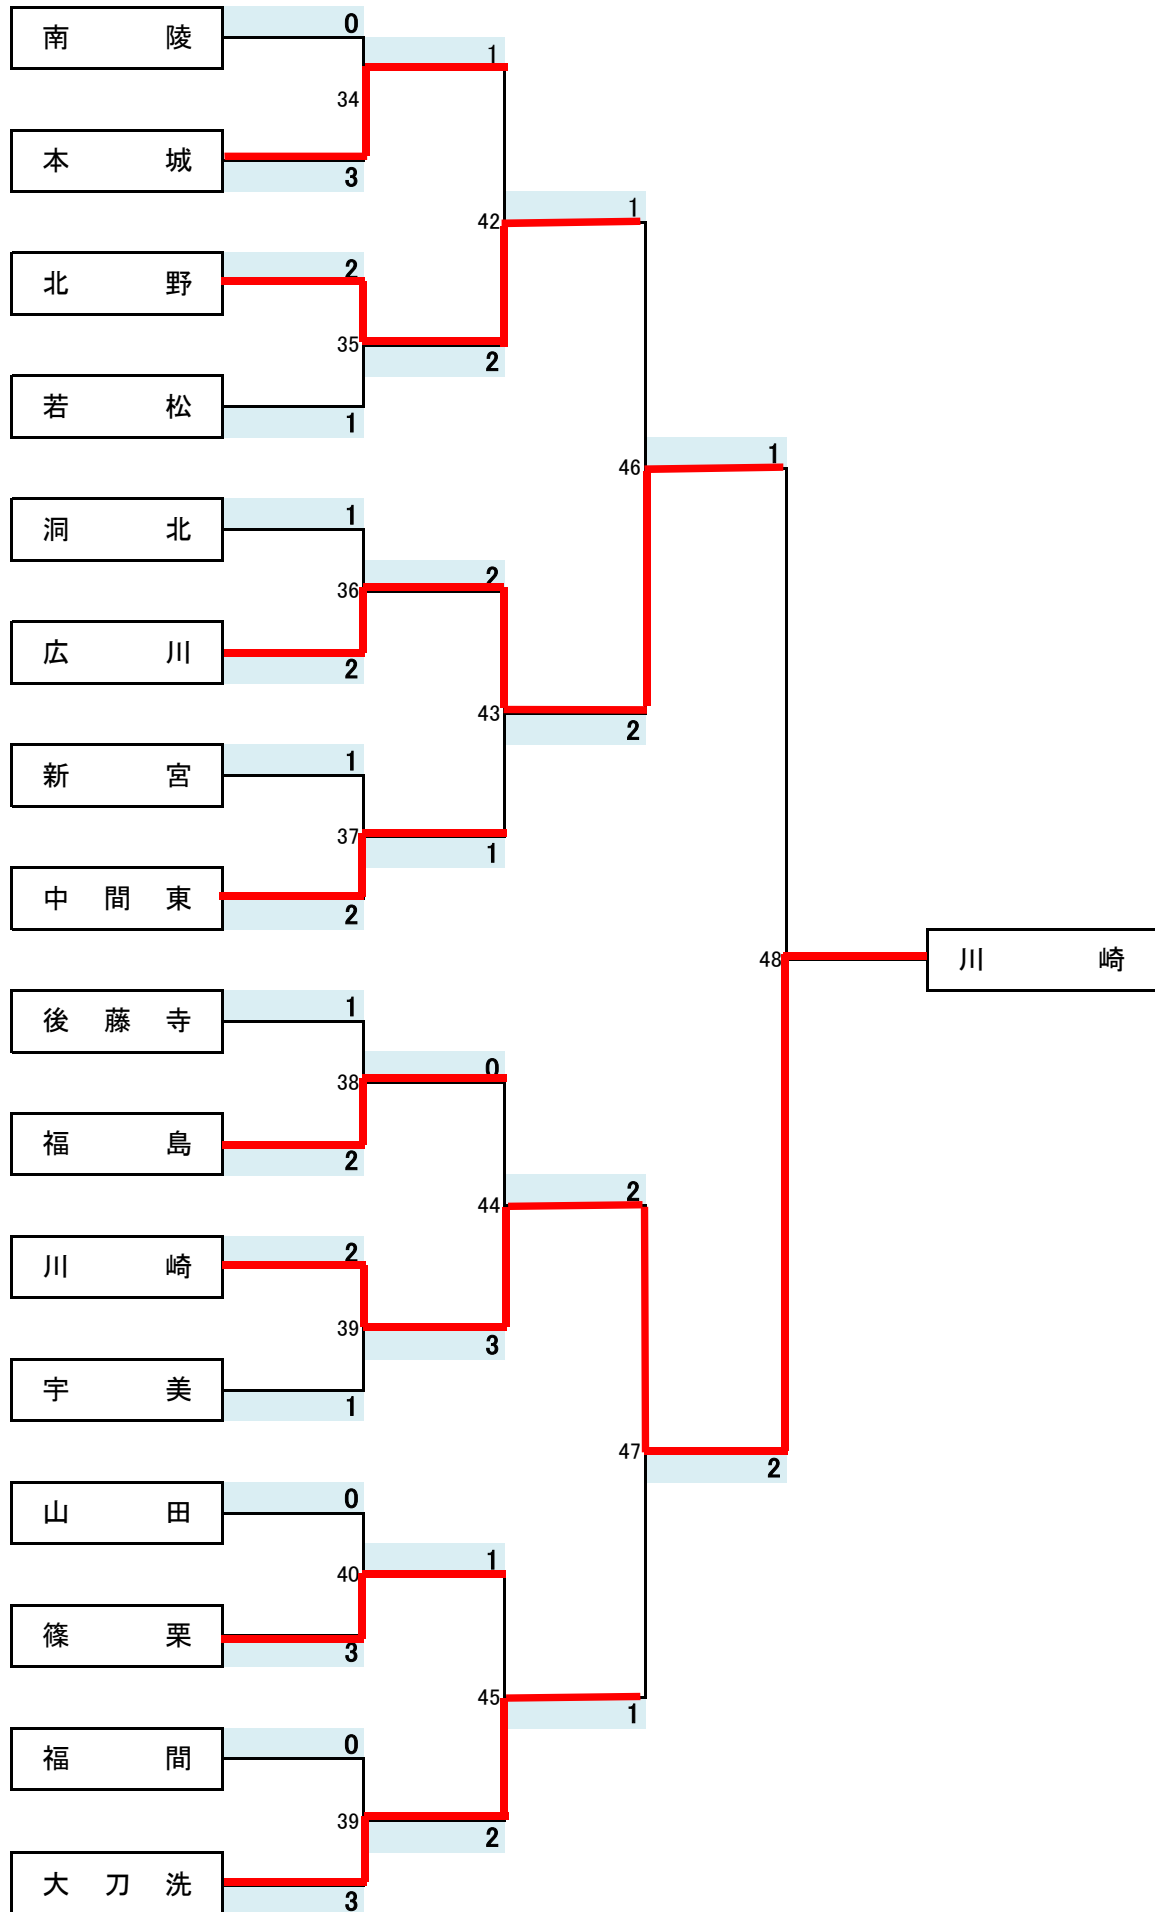 南 陵 0
1
34
本 城 3
42 1
北 野 2
35 2
若 松 1
46 1
洞 北 1
36 2
広 川 2
43 2
新 宮 1
37 1
中 間 東 2
48 川 崎
後 藤 寺 1
38 0
福 島 2
44 2
川 崎 2
39 3
宇 美 1
47 2
山 田 0
40 1
篠 栗 3
45 1
福 間 0
39 2
大 刀 洗 3